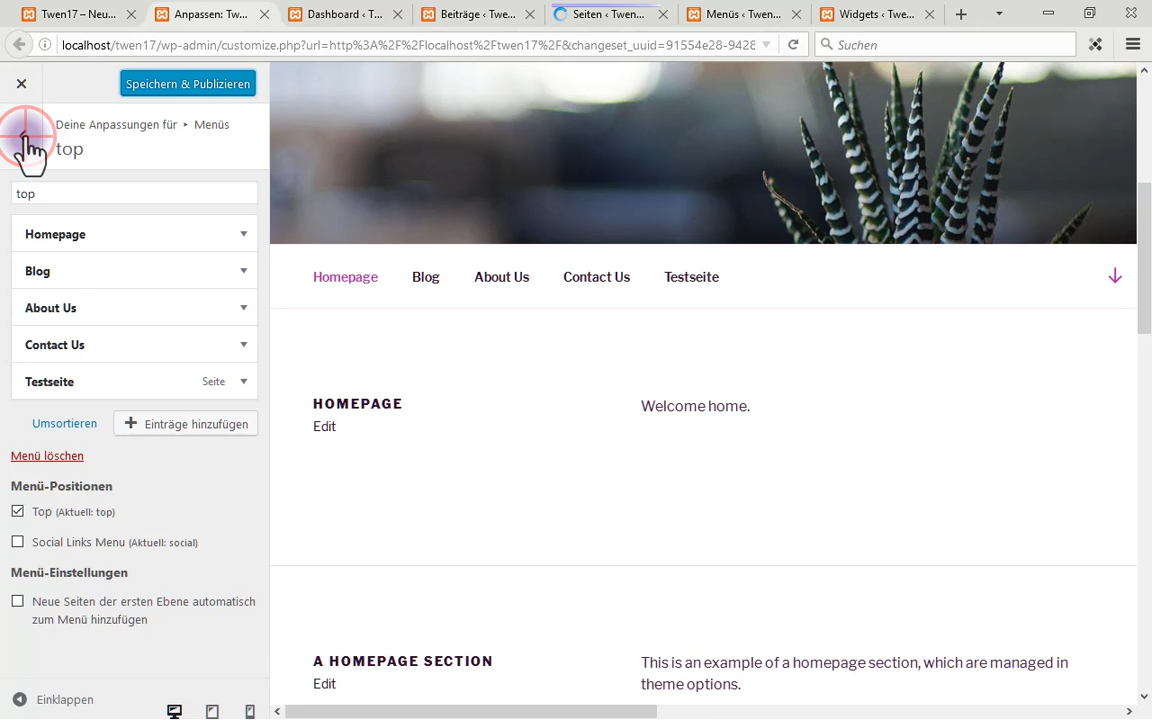 Twen17 – Neu...
Anpassen: Tw...
Dashboard ‹ T...
Beiträge ‹ Twe...
Seiten ‹ Twen...
Menüs ‹ Twen...
Widgets ‹ Twe...
localhost/twen17/wp-admin/customize.php?url=http%3A%2F%2Flocalhost%2Ftwen17%2F&changeset_uuid=91554e28-9428
Suchen
Speichern & Publizieren
Deine Anpassungen für ▸ Menüs
top
top
Homepage
Blog
About Us
Contact Us
Testseite Seite
Umsortieren
Einträge hinzufügen
Menü löschen
Menü-Positionen
Top (Aktuell: top)
Social Links Menu (Aktuell: social)
Menü-Einstellungen
Neue Seiten der ersten Ebene automatisch
zum Menü hinzufügen
Einklappen
Homepage Blog About Us Contact Us Testseite
HOMEPAGE
Edit
Welcome home.
A HOMEPAGE SECTION
Edit
This is an example of a homepage section, which are managed in
theme options.